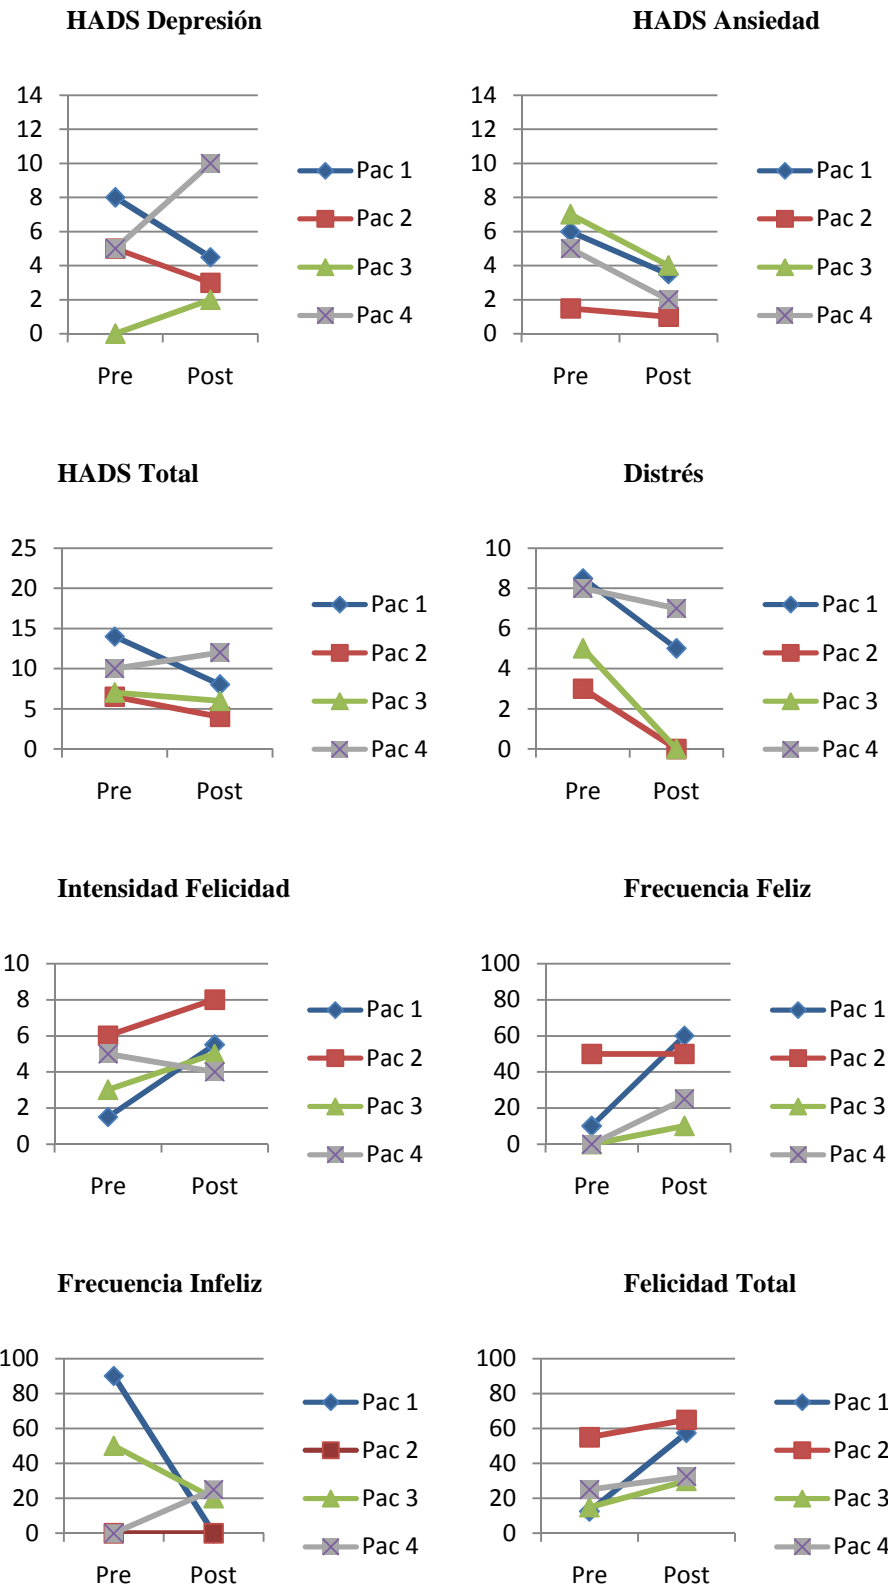 HADS Depresión
14
12
10
8
6
4
2
0
Pre Post
Pac 1
Pac 2
Pac 3
Pac 4
HADS Ansiedad
14
12
10
8
6
4
2
0
Pre Post
Pac 1
Pac 2
Pac 3
Pac 4
HADS Total
25
20
15
10
5
0
Pre Post
Pac 1
Pac 2
Pac 3
Pac 4
Distrés
10
8
6
4
2
0
Pre Post
Pac 1
Pac 2
Pac 3
Pac 4
Intensidad Felicidad
10
8
6
4
2
0
Pre Post
Pac 1
Pac 2
Pac 3
Pac 4
Frecuencia Feliz
100
80
60
40
20
0
Pre Post
Pac 1
Pac 2
Pac 3
Pac 4
Frecuencia Infeliz
100
80
60
40
20
0
Pre Post
Pac 1
Pac 2
Pac 3
Pac 4
Felicidad Total
100
80
60
40
20
0
Pre Post
Pac 1
Pac 2
Pac 3
Pac 4